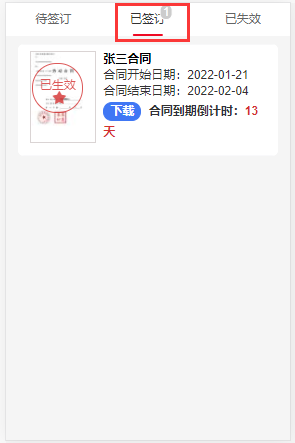 待签订 已签订 1 已失效
张三合同
合同开始日期：2022-01-21
合同结束日期：2022-02-04
已生效
下载 合同到期倒计时：13
天